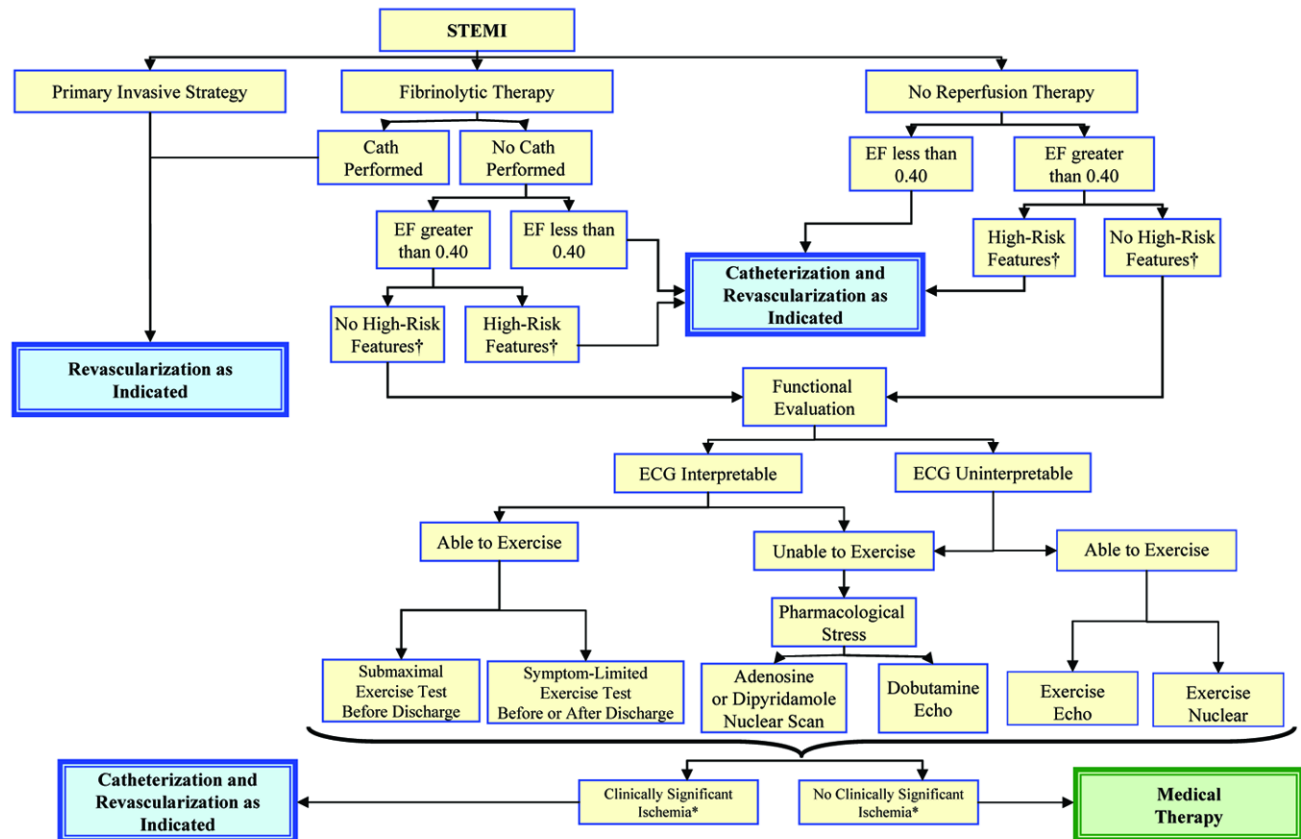 STEMI
Primary Invasive Strategy
Fibrinolytic Therapy
No Reperfusion Therapy
Cath
Performed
No Cath
Performed
EF less than
0.40
EF greater
than 0.40
EF greater
than 0.40
EF less than
0.40
High-Risk
Features†
No High-Risk
Features†
Catheterization and
Revascularization as
Indicated
No High-Risk
Features†
High-Risk
Features†
Revascularization as
Indicated
Functional
Evaluation
ECG Interpretable
ECG Uninterpretable
Able to Exercise
Unable to Exercise
Able to Exercise
Pharmacological
Stress
Submaximal
Exercise Test
Before Discharge
Symptom-Limited
Exercise Test
Before or After Discharge
Adenosine
or Dipyridamole
Nuclear Scan
Dobutamine
Echo
Exercise
Echo
Exercise
Nuclear
Catheterization and
Revascularization as
Indicated
Clinically Significant
Ischemia*
No Clinically Significant
Ischemia*
Medical
Therapy